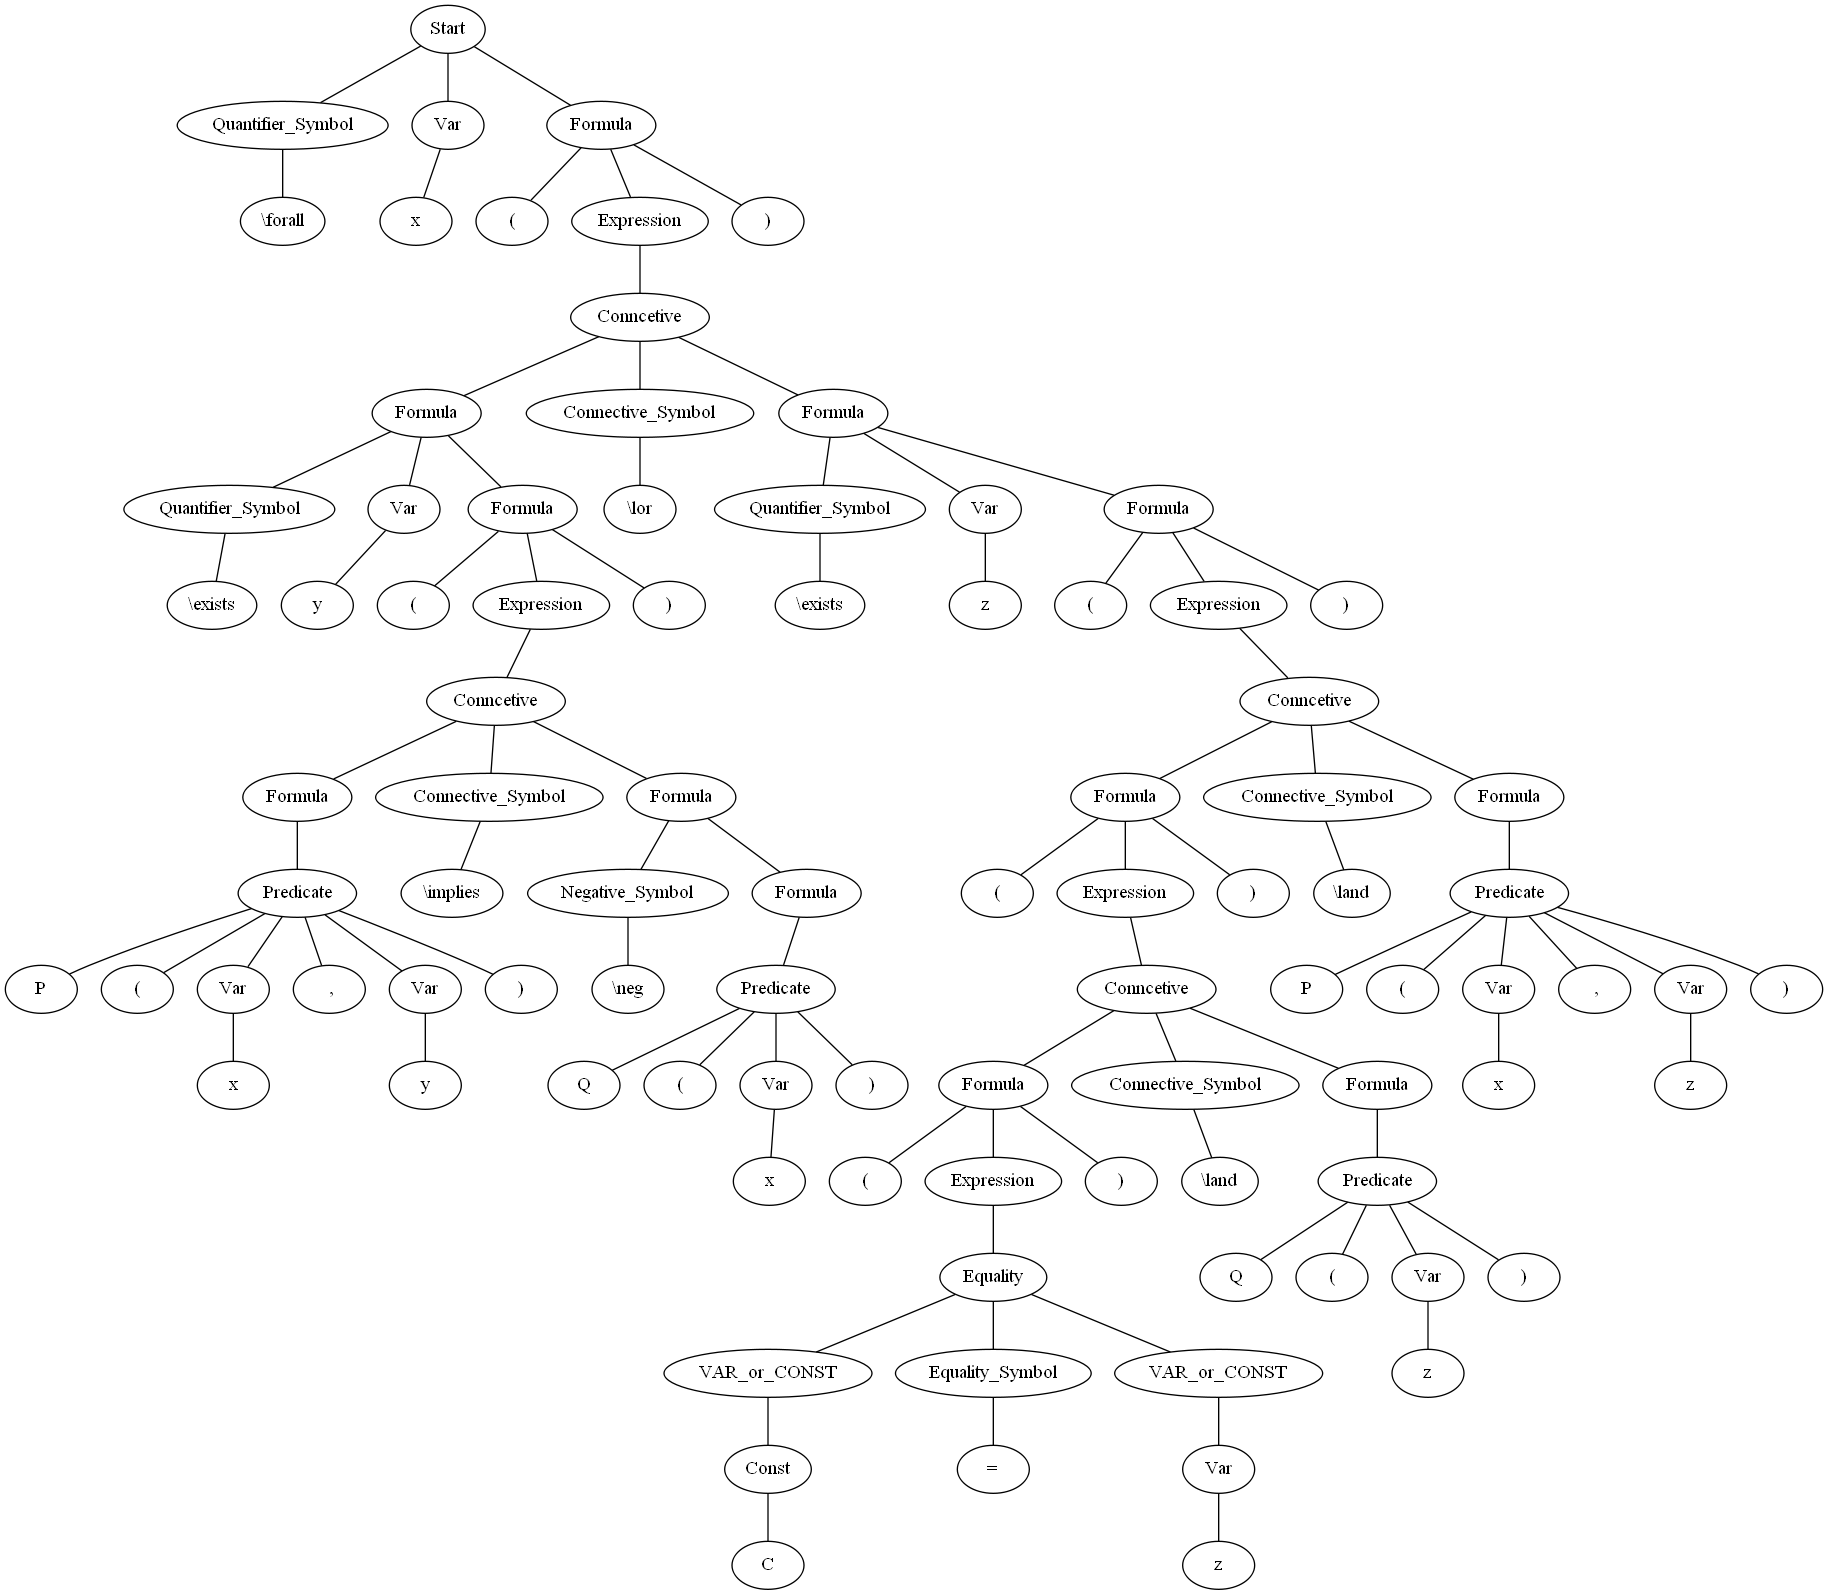 Start
Quantifier_Symbol Var Formula
\forall x ( Expression )
Conncetive
Formula Connective_Symbol Formula
Quantifier_Symbol Var Formula \lor Quantifier_Symbol Var Formula
\exists y ( Expression ) \exists z ( Expression )
Conncetive Conncetive
Formula Connective_Symbol Formula Formula Connective_Symbol Formula
Predicate \implies Negative_Symbol Formula ( Expression ) \land Predicate
P ( Var , Var ) \neg Predicate Conncetive P ( Var , Var )
x y Q ( Var ) Formula Connective_Symbol Formula x z
x ( Expression ) \land Predicate
Equality Q ( Var )
VAR_or_CONST Equality_Symbol VAR_or_CONST z
Const = Var
C z